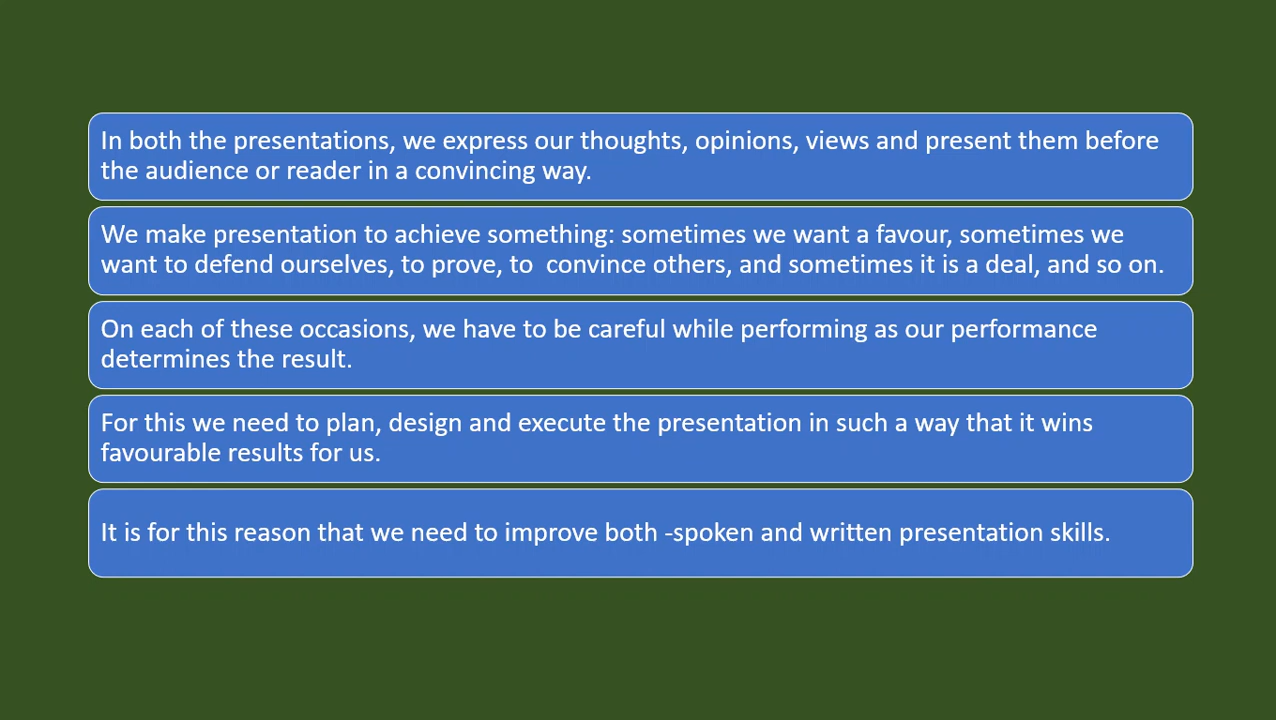 In both the presentations, we express our thoughts, opinions, views and present them before
the audience or reader in a convincing way.
We make presentation to achieve something: sometimes we want a favour, sometimes we
want to defend ourselves, to prove, to  convince others, and sometimes it is a deal, and so on.
On each of these occasions, we have to be careful while performing as our performance
determines the result.
For this we need to plan, design and execute the presentation in such a way that it wins
favourable results for us.
It is for this reason that we need to improve both -spoken and written presentation skills.